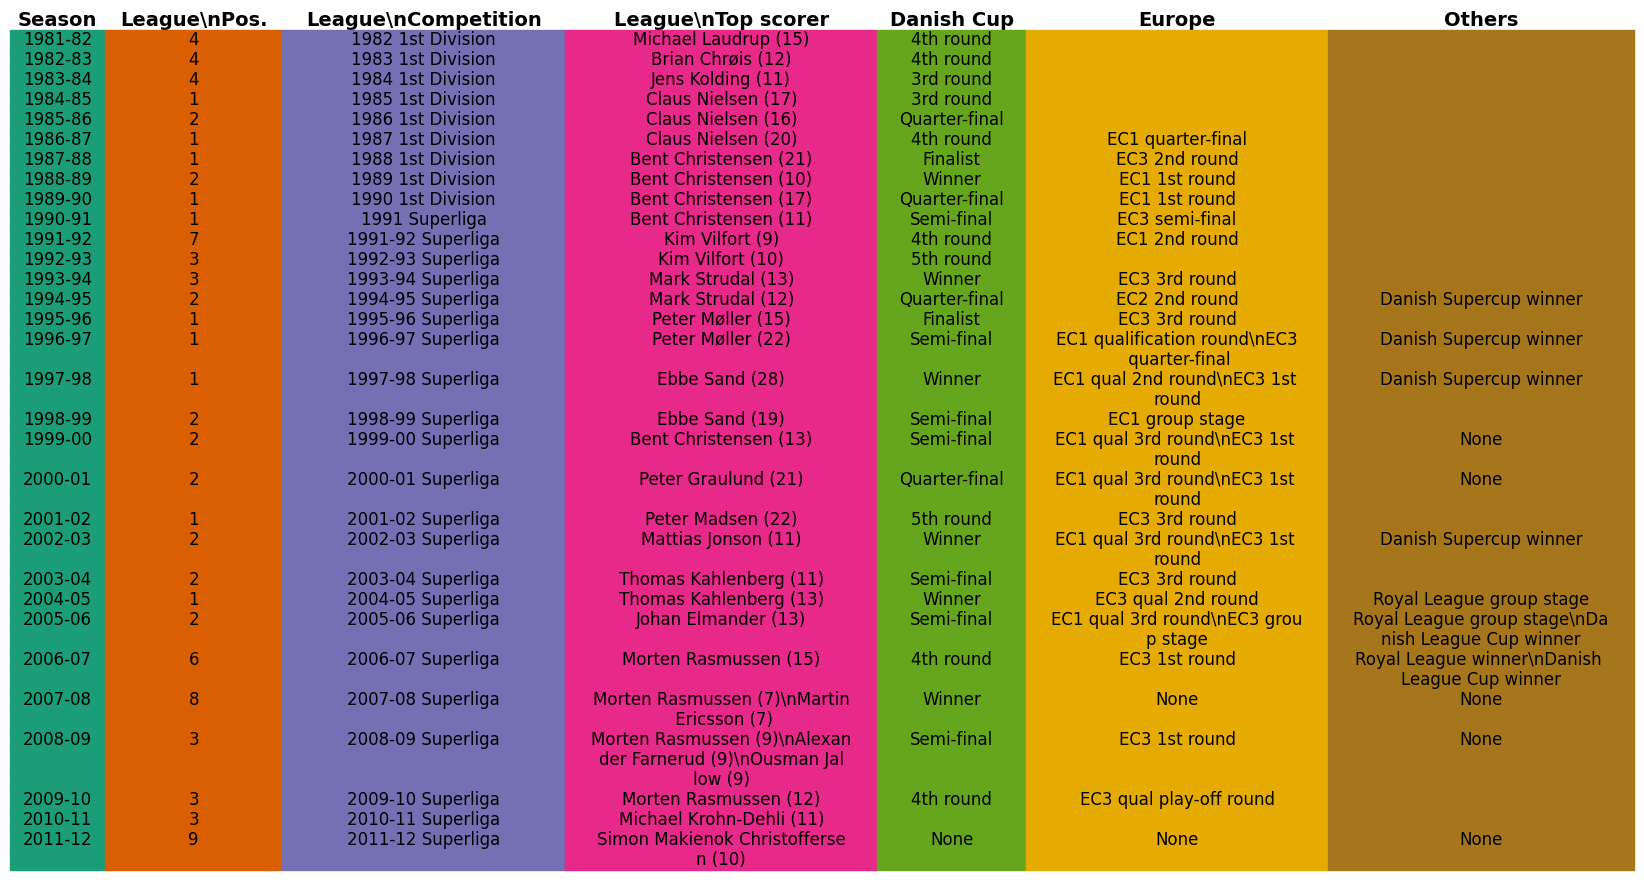 Season League\nPos. League\nCompetition League\nTop scorer Danish Cup Europe Others
1981-82 4 1982 1st Division Michael Laudrup (15) 4th round
1982-83 4 1983 1st Division Brian Chrøis (12) 4th round
1983-84 4 1984 1st Division Jens Kolding (11) 3rd round
1984-85 1 1985 1st Division Claus Nielsen (17) 3rd round
1985-86 2 1986 1st Division Claus Nielsen (16) Quarter-final
1986-87 1 1987 1st Division Claus Nielsen (20) 4th round EC1 quarter-final
1987-88 1 1988 1st Division Bent Christensen (21) Finalist EC3 2nd round
1988-89 2 1989 1st Division Bent Christensen (10) Winner EC1 1st round
1989-90 1 1990 1st Division Bent Christensen (17) Quarter-final EC1 1st round
1990-91 1 1991 Superliga Bent Christensen (11) Semi-final EC3 semi-final
1991-92 7 1991-92 Superliga Kim Vilfort (9) 4th round EC1 2nd round
1992-93 3 1992-93 Superliga Kim Vilfort (10) 5th round
1993-94 3 1993-94 Superliga Mark Strudal (13) Winner EC3 3rd round
1994-95 2 1994-95 Superliga Mark Strudal (12) Quarter-final EC2 2nd round Danish Supercup winner
1995-96 1 1995-96 Superliga Peter Møller (15) Finalist EC3 3rd round
1996-97 1 1996-97 Superliga Peter Møller (22) Semi-final EC1 qualification round\nEC3 Danish Supercup winner
quarter-final
1997-98 1 1997-98 Superliga Ebbe Sand (28) Winner EC1 qual 2nd round\nEC3 1st Danish Supercup winner
round
1998-99 2 1998-99 Superliga Ebbe Sand (19) Semi-final EC1 group stage
1999-00 2 1999-00 Superliga Bent Christensen (13) Semi-final EC1 qual 3rd round\nEC3 1st None
round
2000-01 2 2000-01 Superliga Peter Graulund (21) Quarter-final EC1 qual 3rd round\nEC3 1st None
round
2001-02 1 2001-02 Superliga Peter Madsen (22) 5th round EC3 3rd round
2002-03 2 2002-03 Superliga Mattias Jonson (11) Winner EC1 qual 3rd round\nEC3 1st Danish Supercup winner
round
2003-04 2 2003-04 Superliga Thomas Kahlenberg (11) Semi-final EC3 3rd round
2004-05 1 2004-05 Superliga Thomas Kahlenberg (13) Winner EC3 qual 2nd round Royal League group stage
2005-06 2 2005-06 Superliga Johan Elmander (13) Semi-final EC1 qual 3rd round\nEC3 grou Royal League group stage\nDa
p stage nish League Cup winner
2006-07 6 2006-07 Superliga Morten Rasmussen (15) 4th round EC3 1st round Royal League winner\nDanish
League Cup winner
2007-08 8 2007-08 Superliga Morten Rasmussen (7)\nMartin Winner None None
Ericsson (7)
2008-09 3 2008-09 Superliga Morten Rasmussen (9)\nAlexan Semi-final EC3 1st round None
der Farnerud (9)\nOusman Jal
low (9)
2009-10 3 2009-10 Superliga Morten Rasmussen (12) 4th round EC3 qual play-off round
2010-11 3 2010-11 Superliga Michael Krohn-Dehli (11)
2011-12 9 2011-12 Superliga Simon Makienok Christofferse None None None
n (10)